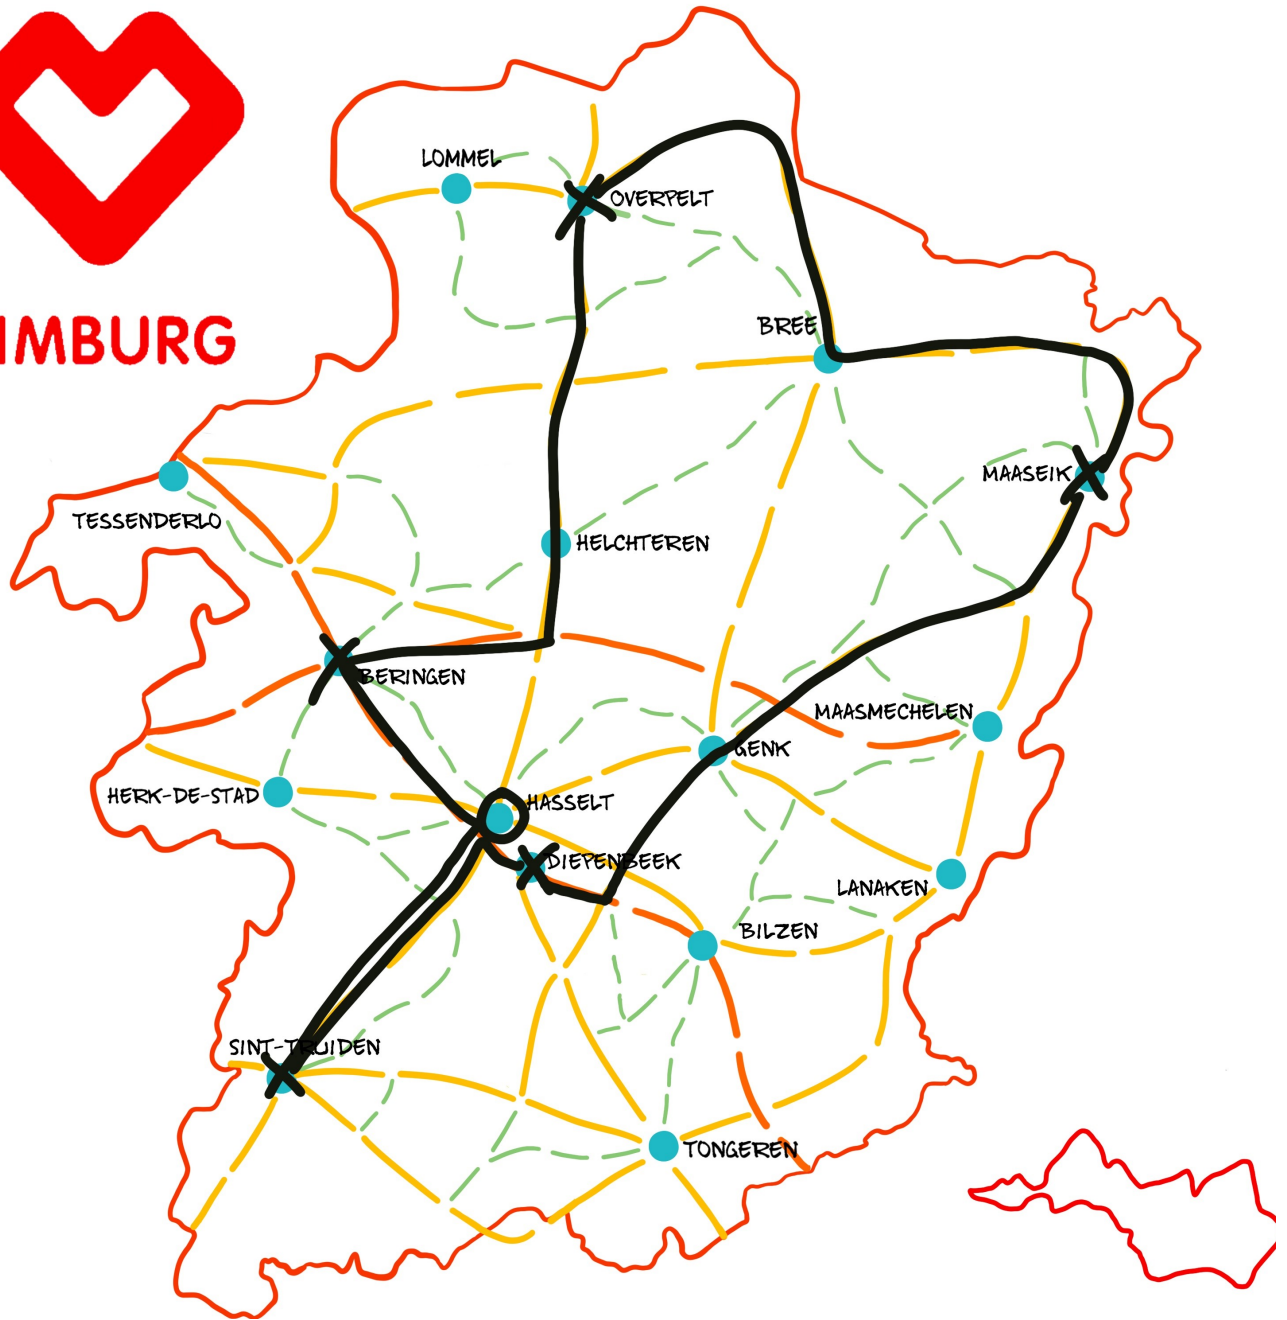 IMBURG
LOMMEL
OVERPELT
BREE
MAASEIK
TESSENDERLO
HELCHTEREN
BERINGEN
MAASMECHELEN
GENK
HERK-DE-STAD
HASSELT
DIEPENBEEK
LANAKEN
BILZEN
SINT-TRUIDEN
TONGEREN